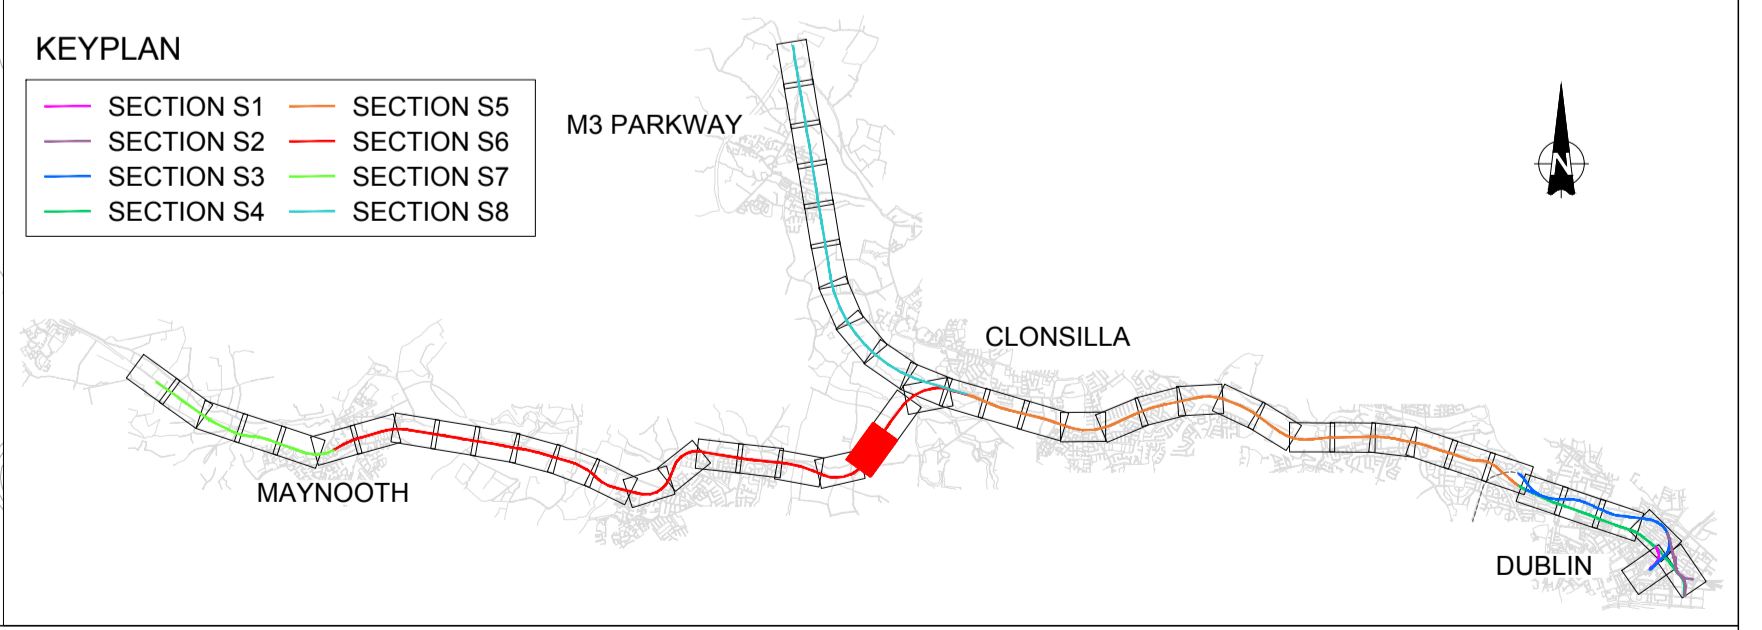 KEYPLAN
SECTION S1
SECTION S5
SECTION S2
SECTION S6
SECTION S3
SECTION S7
SECTION S4
SECTION S8
M3 PARKWAY
N
CLONSILLA
MAYNOOTH
DUBLIN